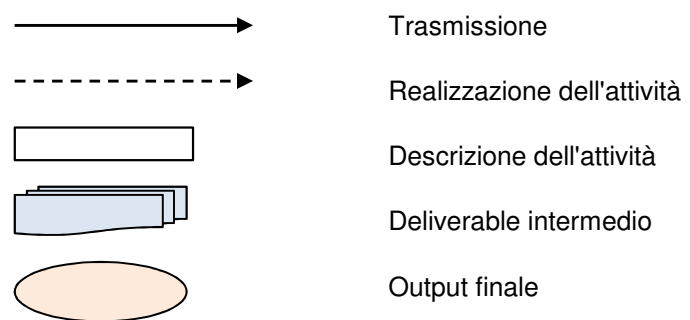 Trasmissione
Realizzazione dell'attività
Descrizione dell'attività
Deliverable intermedio
Output finale